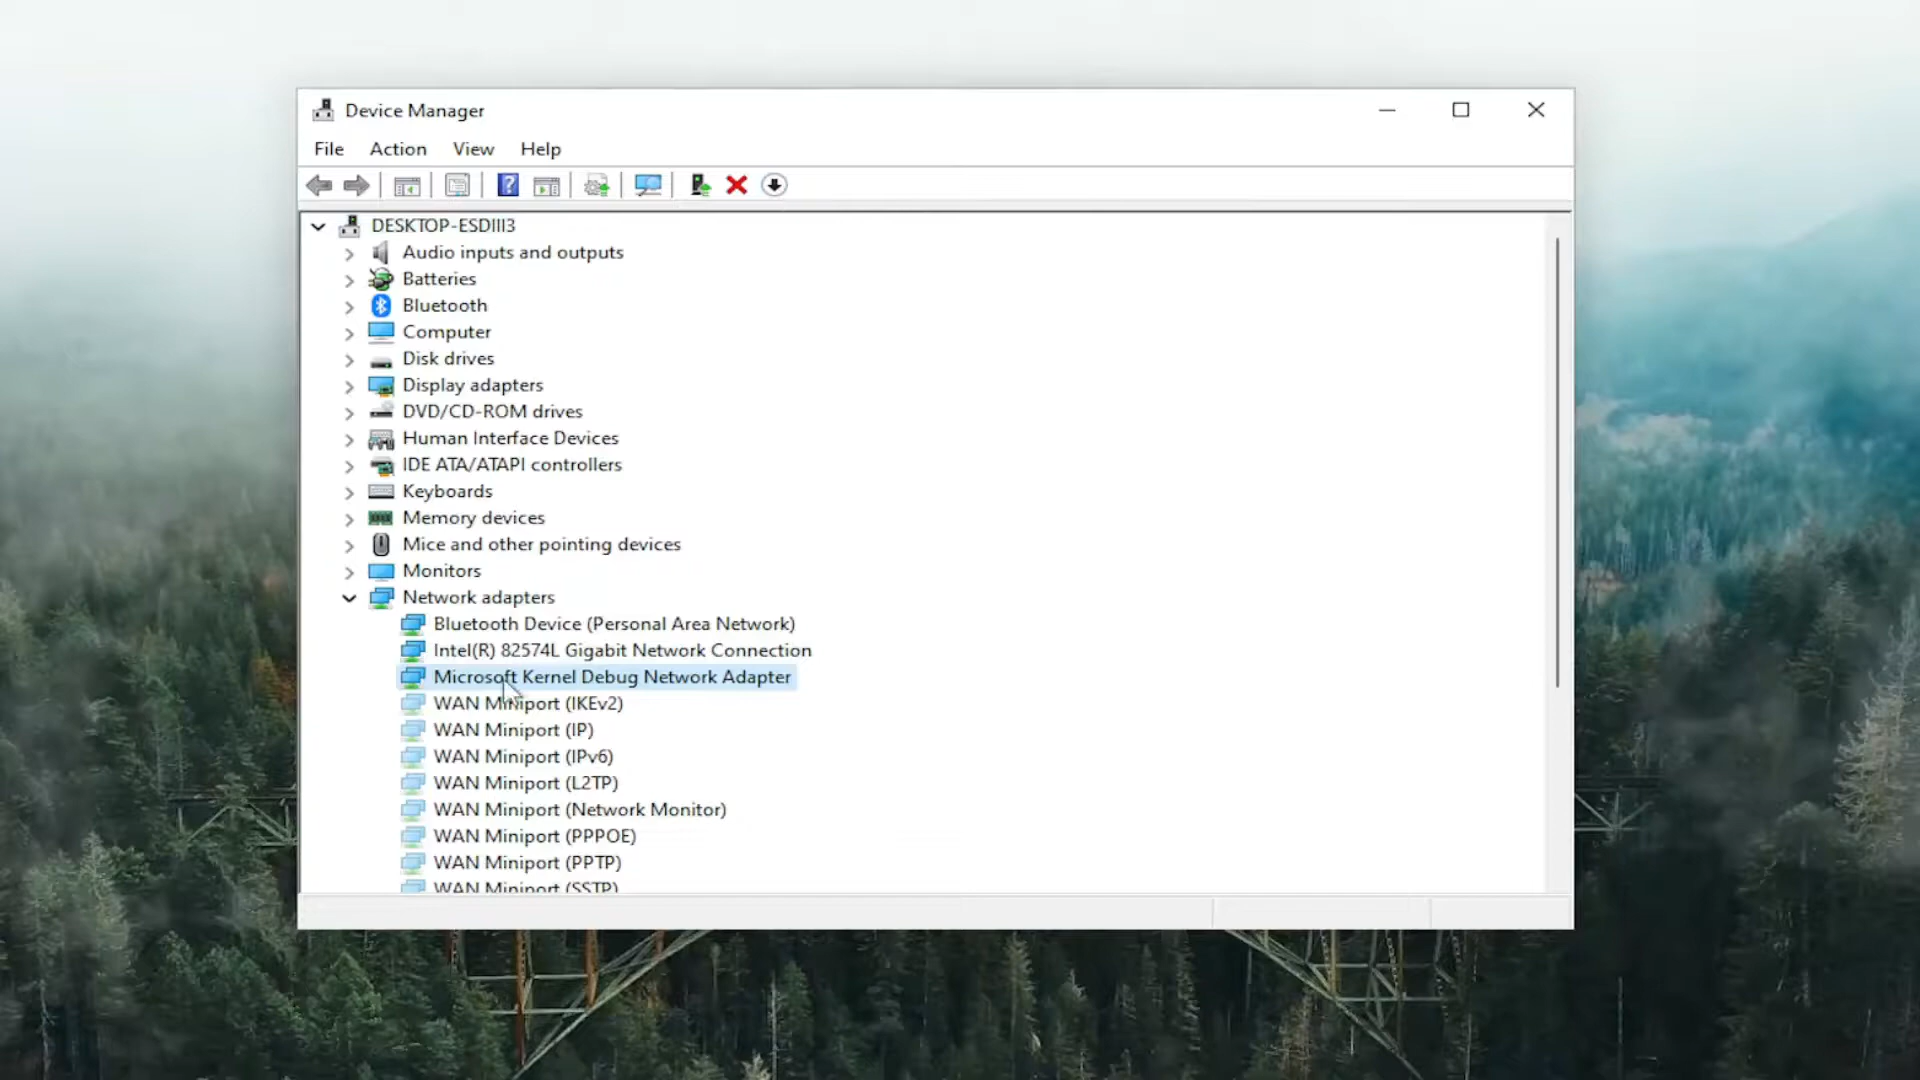 Device Manager
File Action View Help
DESKTOP-ESDIII3
Audio inputs and outputs
Batteries
Bluetooth
Computer
Disk drives
Display adapters
DVD/CD-ROM drives
Human Interface Devices
IDE ATA/ATAPI controllers
Keyboards
Memory devices
Mice and other pointing devices
Monitors
Network adapters
Bluetooth Device (Personal Area Network)
Intel(R) 82574L Gigabit Network Connection
Microsoft Kernel Debug Network Adapter
WAN Miniport (IKEv2)
WAN Miniport (IP)
WAN Miniport (IPv6)
WAN Miniport (L2TP)
WAN Miniport (Network Monitor)
WAN Miniport (PPPOE)
WAN Miniport (PPTP)
WAN Miniport (SSTP)